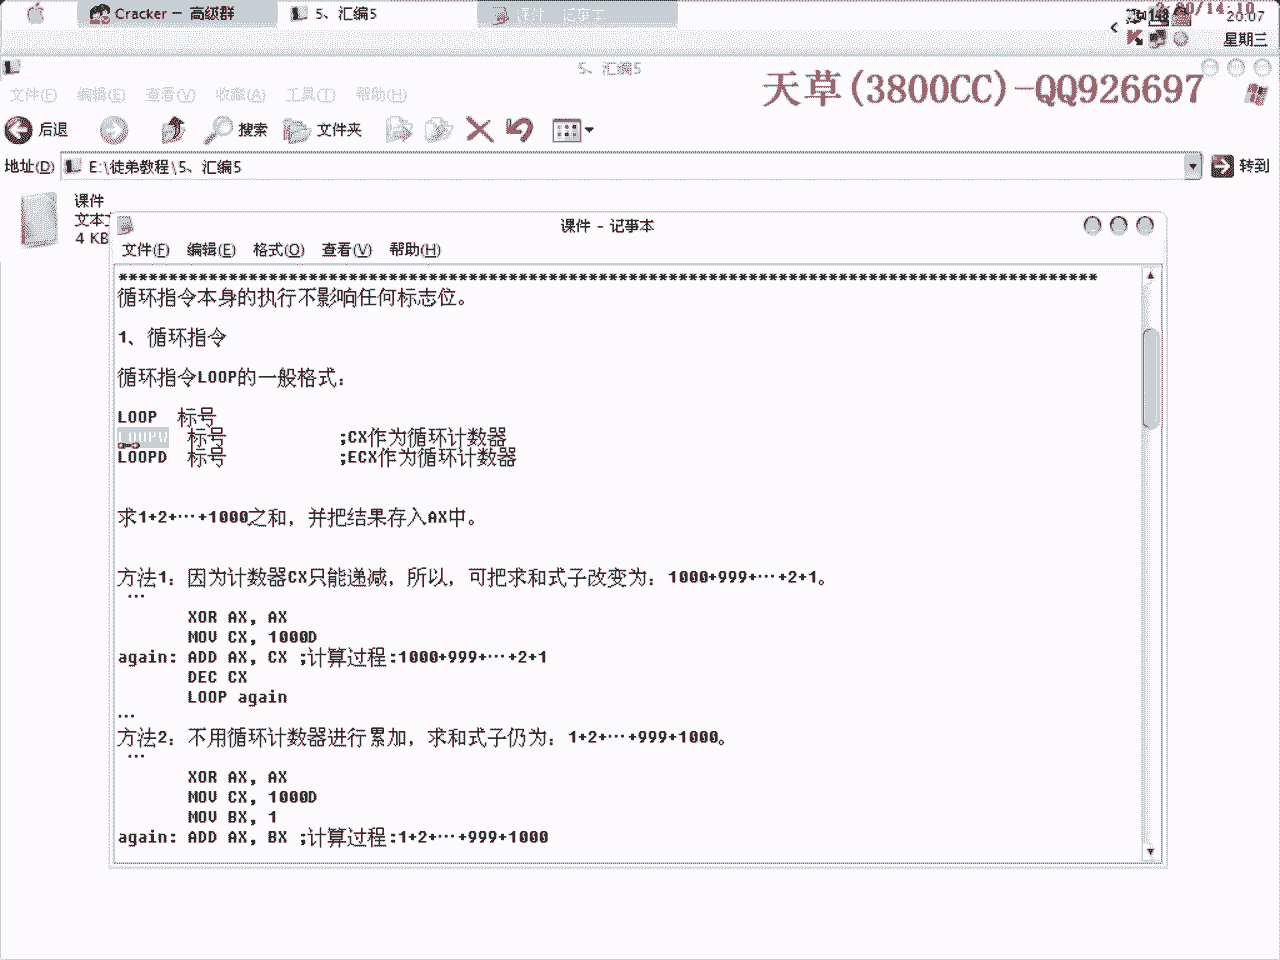 Cracker － 高级群
5、汇编5
课件 - 记事本
/14:10
20:07
星期三
5、汇编5
天草(3800CC)-QQ926697
文件(F) 编辑(E) 查看(V) 收藏(A) 工具(T) 帮助(H)
后退 搜索 文件夹
地址(D) E:\徒弟教程\5、汇编5 转到
课件
文本
4 KB
课件 - 记事本
文件(F) 编辑(E) 格式(O) 查看(V) 帮助(H)
循环指令本身的执行不影响任何标志位。
1、循环指令
循环指令LOOP的一般格式：
LOOP 标号
LOOPW 标号 ;CX作为循环计数器
LOOPD 标号 ;ECX作为循环计数器
求1+2+…+1000之和，并把结果存入AX中。
方法1：因为计数器CX只能递减，所以，可把求和式子改变为：1000+999+…+2+1。
…
XOR AX, AX
MOV CX, 1000D
again: ADD AX, CX ;计算过程:1000+999+…+2+1
DEC CX
LOOP again
…
方法2：不用循环计数器进行累加，求和式子仍为：1+2+…+999+1000。
…
XOR AX, AX
MOV CX, 1000D
MOV BX, 1
again: ADD AX, BX ;计算过程:1+2+…+999+1000